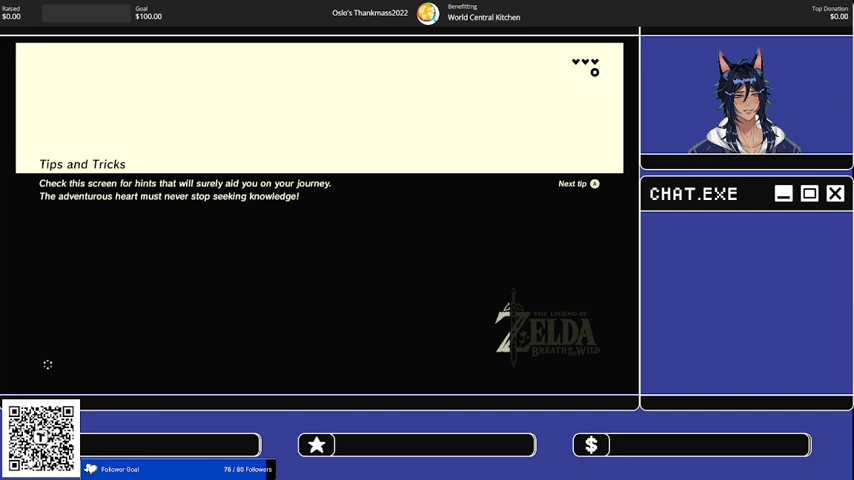 Raised
$0.00
Goal
$100.00
Oslo's Thankmass2022
Benefitting
World Central Kitchen
Top Donation
$0.00
Tips and Tricks
Check this screen for hints that will surely aid you on your journey.
The adventurous heart must never stop seeking knowledge!
Next tip A
THE LEGEND OF
ZELDA
BREATH OF THE WILD
CHAT.EXE
$
Follower Goal
76 / 80 Followers